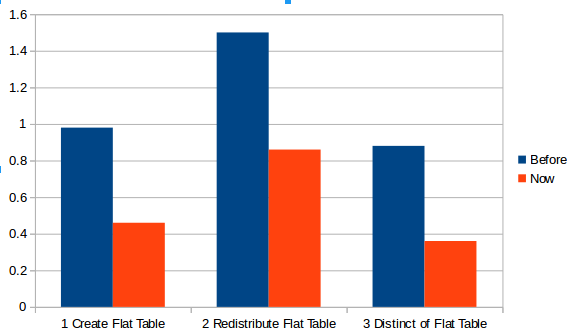 1.6
1.4
1.2
1
0.8
0.6
0.4
0.2
0
1 Create Flat Table
2 Redistribute Flat Table
3 Distinct of Flat Table
Before
Now